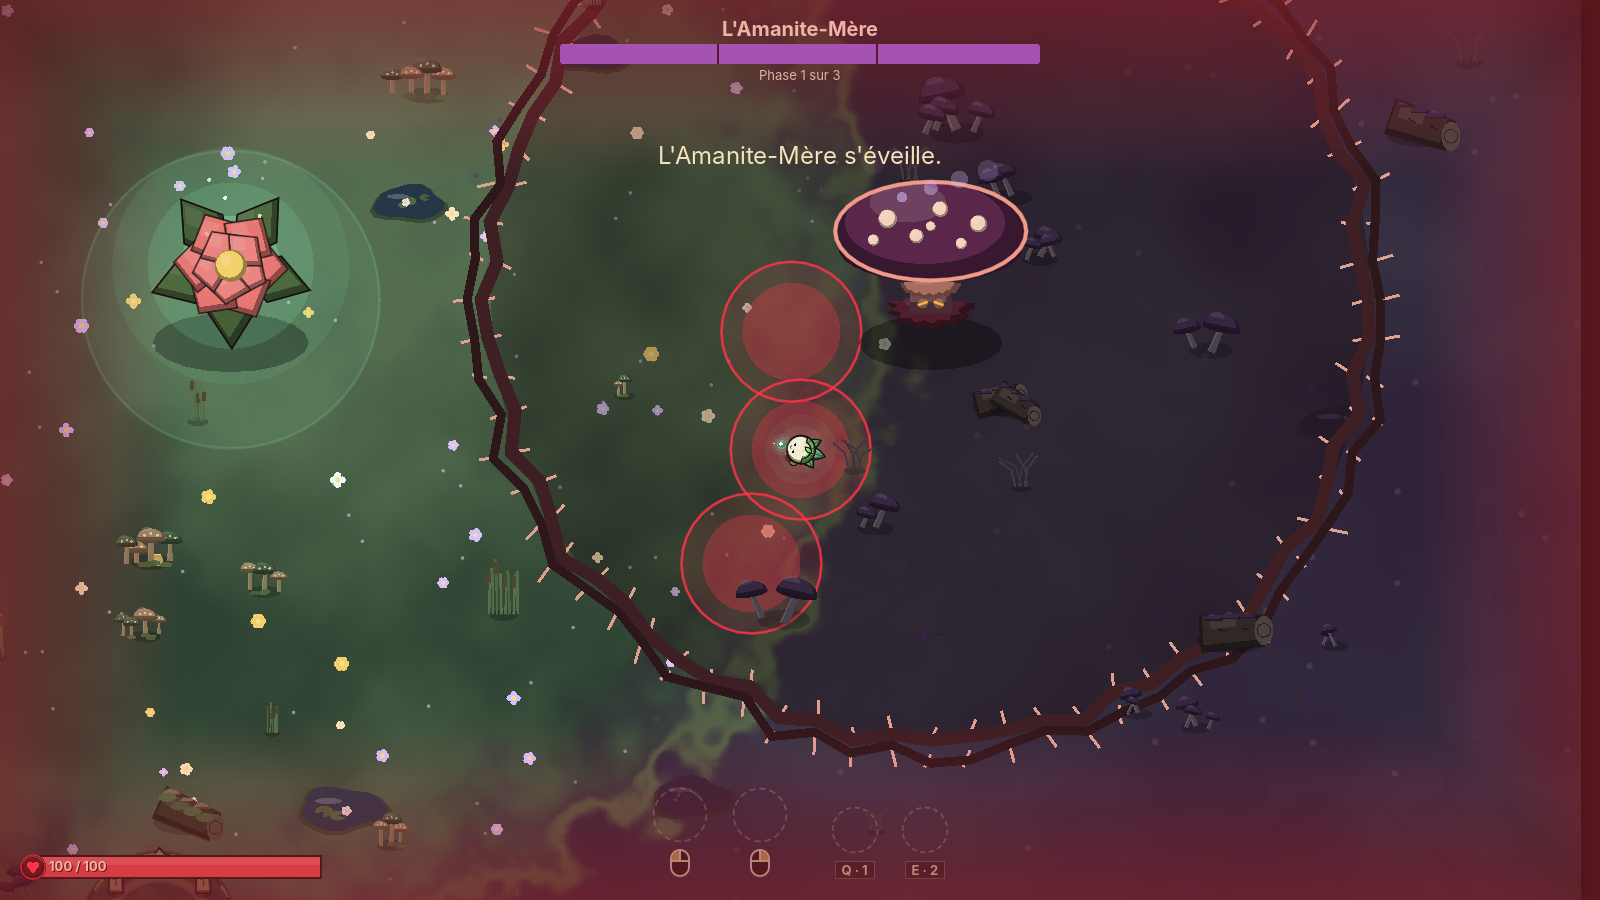 L'Amanite-Mère
Phase 1 sur 3
L'Amanite-Mère s'éveille.
100 / 100
Q · 1
E · 2